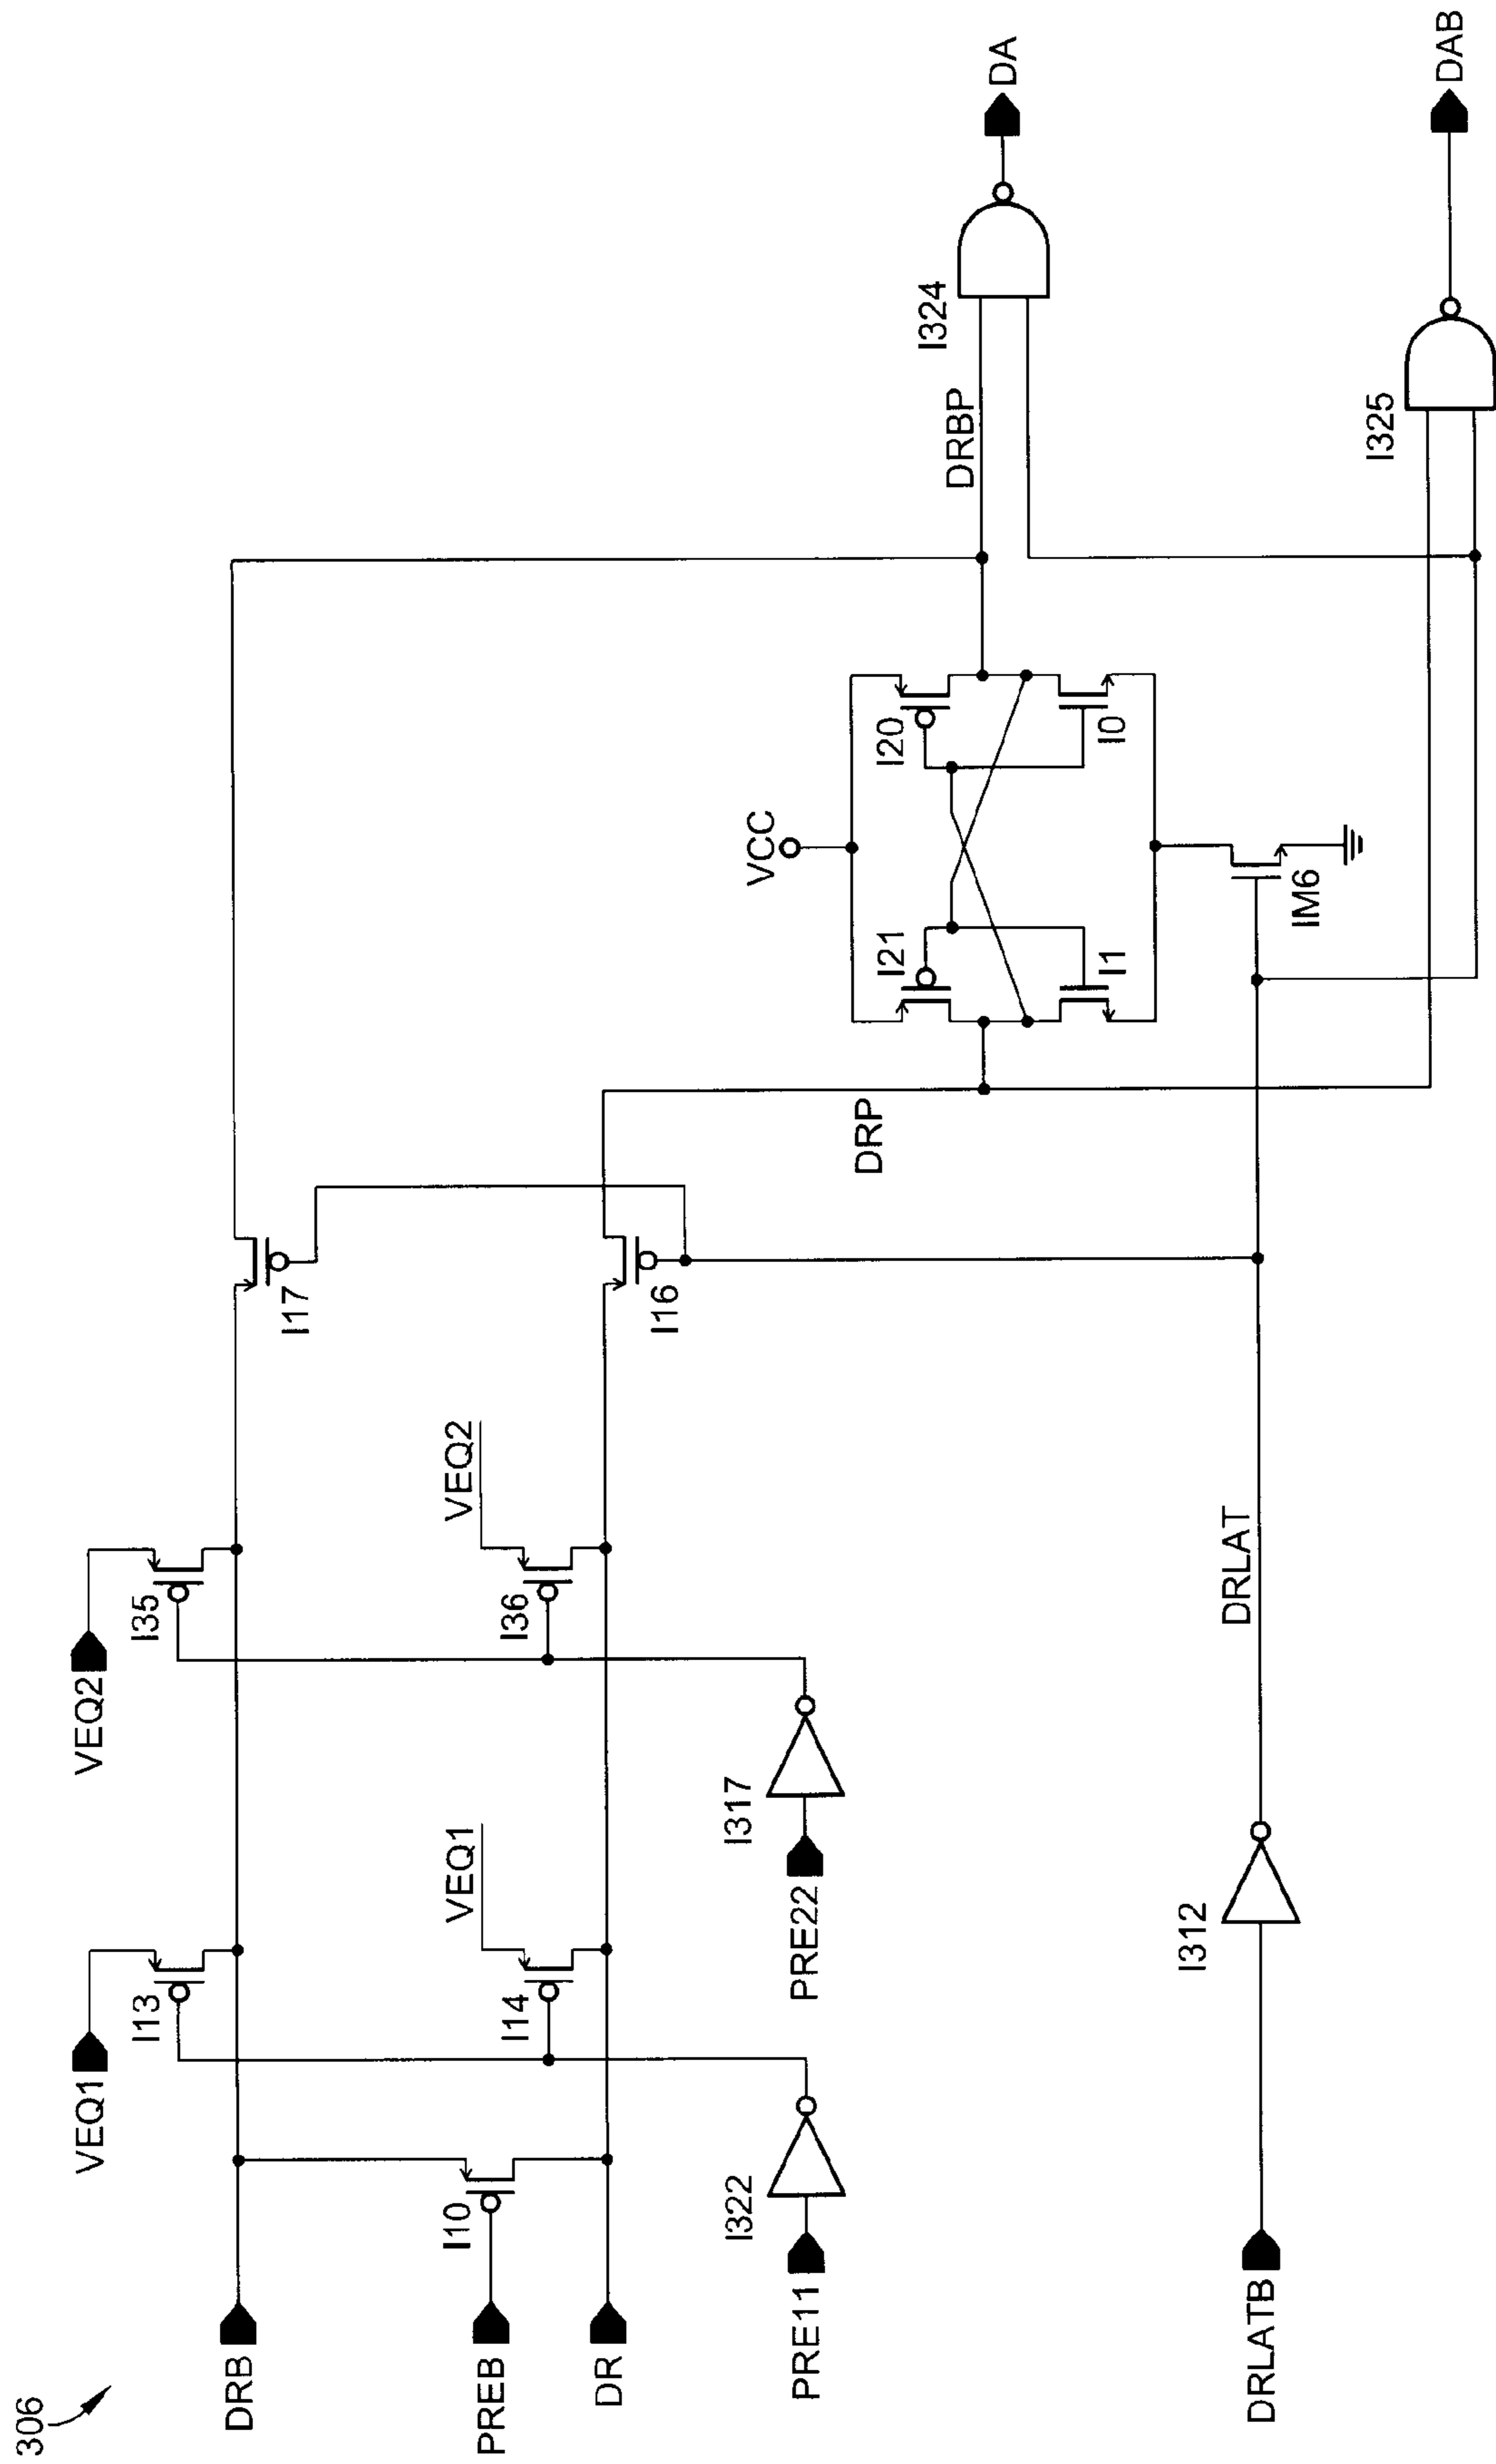 306
DRB
PREB
DR
PRE11
DRLATB
VEQ1
I10
I322
I13
I14
VEQ1
I312
VEQ2
PRE22
I317
I35
I36
VEQ2
DRLAT
I17
I16
DRP
VCC
I21
I1
I20
I0
IM6
DRBP
I324
I325
DA
DAB